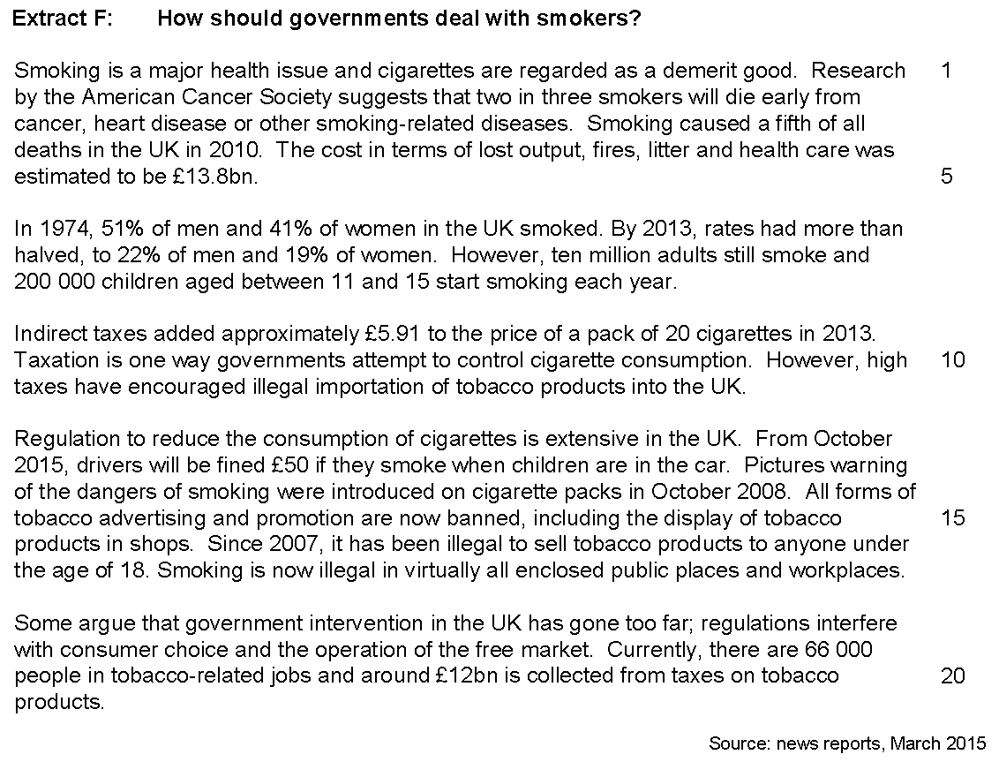 Extract F: How should governments deal with smokers?
Smoking is a major health issue and cigarettes are regarded as a demerit good. Research 1
by the American Cancer Society suggests that two in three smokers will die early from
cancer, heart disease or other smoking-related diseases. Smoking caused a fifth of all
deaths in the UK in 2010. The cost in terms of lost output, fires, litter and health care was
estimated to be £13.8bn. 5
In 1974, 51% of men and 41% of women in the UK smoked. By 2013, rates had more than
halved, to 22% of men and 19% of women. However, ten million adults still smoke and
200 000 children aged between 11 and 15 start smoking each year.
Indirect taxes added approximately £5.91 to the price of a pack of 20 cigarettes in 2013.
Taxation is one way governments attempt to control cigarette consumption. However, high 10
taxes have encouraged illegal importation of tobacco products into the UK.
Regulation to reduce the consumption of cigarettes is extensive in the UK. From October
2015, drivers will be fined £50 if they smoke when children are in the car. Pictures warning
of the dangers of smoking were introduced on cigarette packs in October 2008. All forms of
tobacco advertising and promotion are now banned, including the display of tobacco 15
products in shops. Since 2007, it has been illegal to sell tobacco products to anyone under
the age of 18. Smoking is now illegal in virtually all enclosed public places and workplaces.
Some argue that government intervention in the UK has gone too far; regulations interfere
with consumer choice and the operation of the free market. Currently, there are 66 000
people in tobacco-related jobs and around £12bn is collected from taxes on tobacco 20
products.
Source: news reports, March 2015